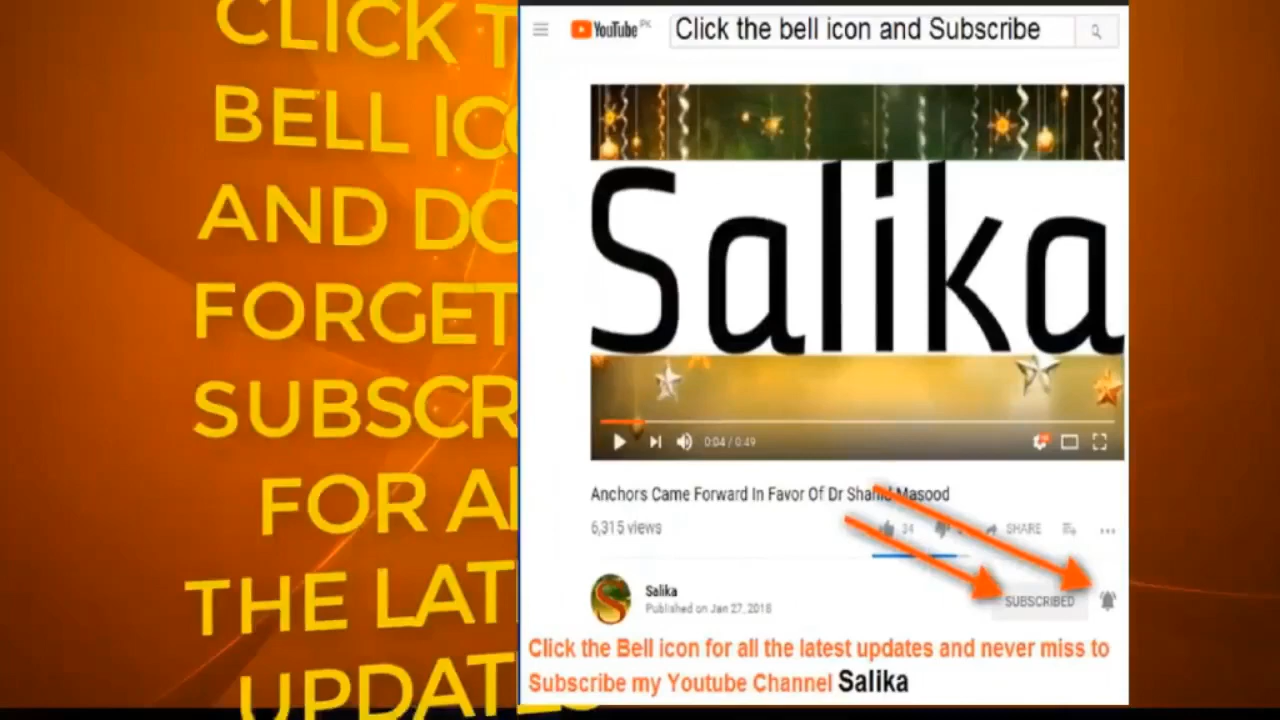 CLICK T
BELL IC
AND DO
FORGET
SUBSCR
FOR A
THE LAT
UPDAT
YouTube PK
Click the bell icon and Subscribe
Salika
0:04 / 0:49
Anchors Came Forward In Favor Of Dr Shahid Masood
6,315 views
34
SHARE
Salika
SUBSCRIBED
Published on Jan 27, 2018
Click the Bell icon for all the latest updates and never miss to
Subscribe my Youtube Channel Salika